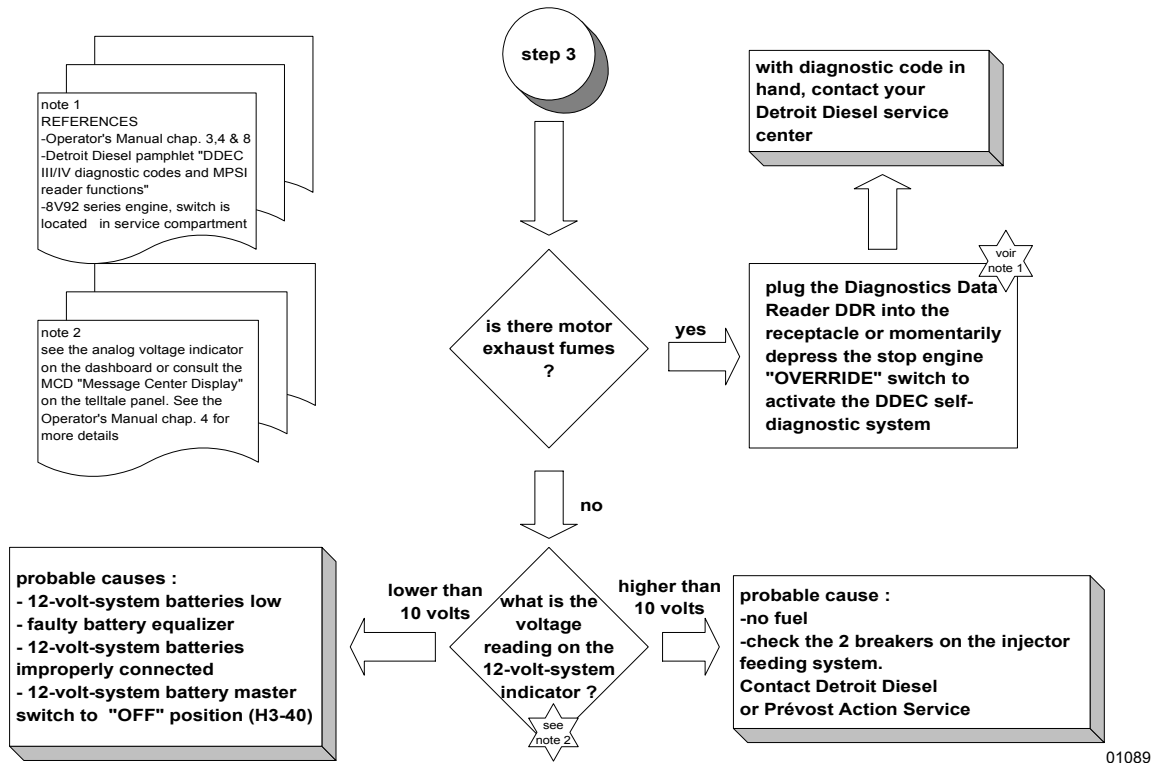 step 3
with diagnostic code in
hand, contact your
Detroit Diesel service
center
note 1
REFERENCES
-Operator's Manual chap. 3,4 & 8
-Detroit Diesel pamphlet "DDEC
III/IV diagnostic codes and MPSI
reader functions"
-8V92 series engine, switch is
located in service compartment
note 2
see the analog voltage indicator
on the dashboard or consult the
MCD "Message Center Display"
on the telltale panel. See the
Operator's Manual chap. 4 for
more details
is there motor
exhaust fumes
?
yes
voir
note 1
plug the Diagnostics Data
Reader DDR into the
receptacle or momentarily
depress the stop engine
"OVERRIDE" switch to
activate the DDEC self-
diagnostic system
no
probable causes :
- 12-volt-system batteries low
- faulty battery equalizer
- 12-volt-system batteries
improperly connected
- 12-volt-system battery master
switch to "OFF" position (H3-40)
lower than
10 volts
what is the
voltage
reading on the
12-volt-system
indicator ?
see
note 2
higher than
10 volts
probable cause :
-no fuel
-check the 2 breakers on the injector
feeding system.
Contact Detroit Diesel
or Prévost Action Service
01089